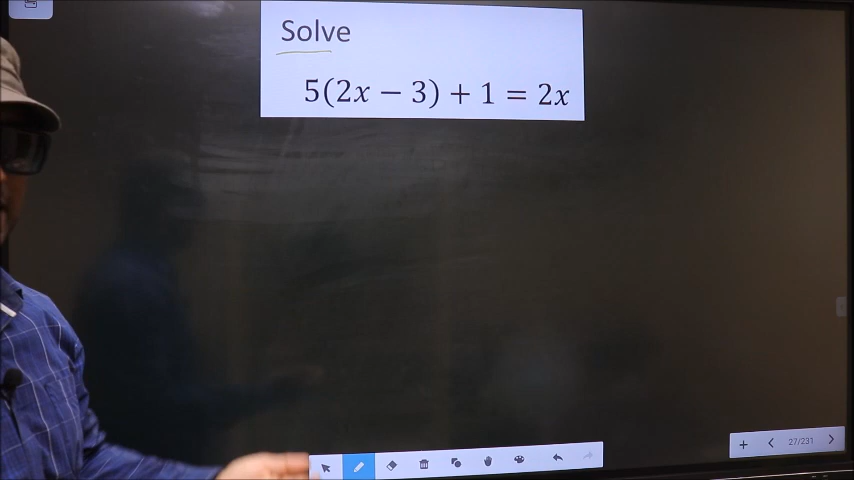 Solve
5(2x − 3) + 1 = 2x
27/231